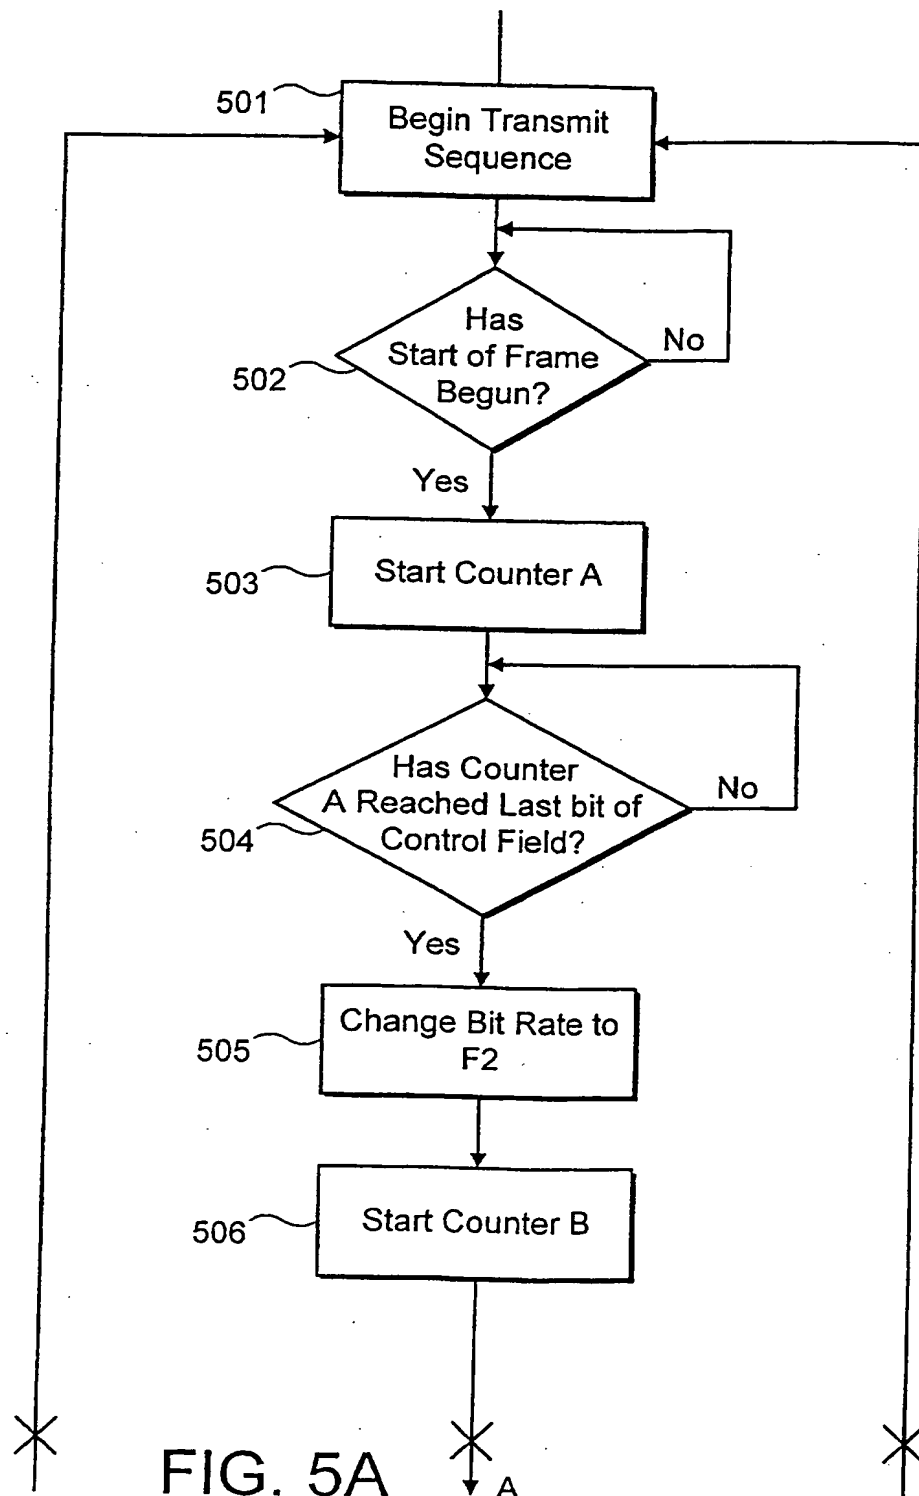 501
Begin Transmit
Sequence
502
Has
Start of Frame
Begun?
No
Yes
503
Start Counter A
504
Has Counter
A Reached Last bit of
Control Field?
No
Yes
505
Change Bit Rate to
F2
506
Start Counter B
FIG. 5A
A